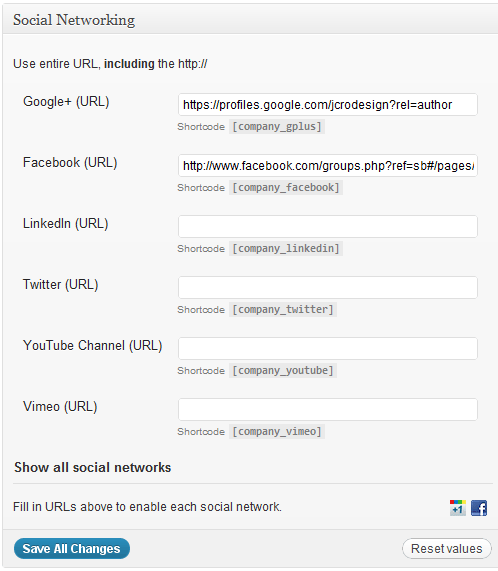 Social Networking
Use entire URL, including the http://
Google+ (URL)
https://profiles.google.com/jcrodesign?rel=author
Shortcode [company_gplus]
Facebook (URL)
http://www.facebook.com/groups.php?ref=sb#/pages/
Shortcode [company_facebook]
LinkedIn (URL)
Shortcode [company_linkedin]
Twitter (URL)
Shortcode [company_twitter]
YouTube Channel (URL)
Shortcode [company_youtube]
Vimeo (URL)
Shortcode [company_vimeo]
Show all social networks
Fill in URLs above to enable each social network.
+1 f
Save All Changes
Reset values